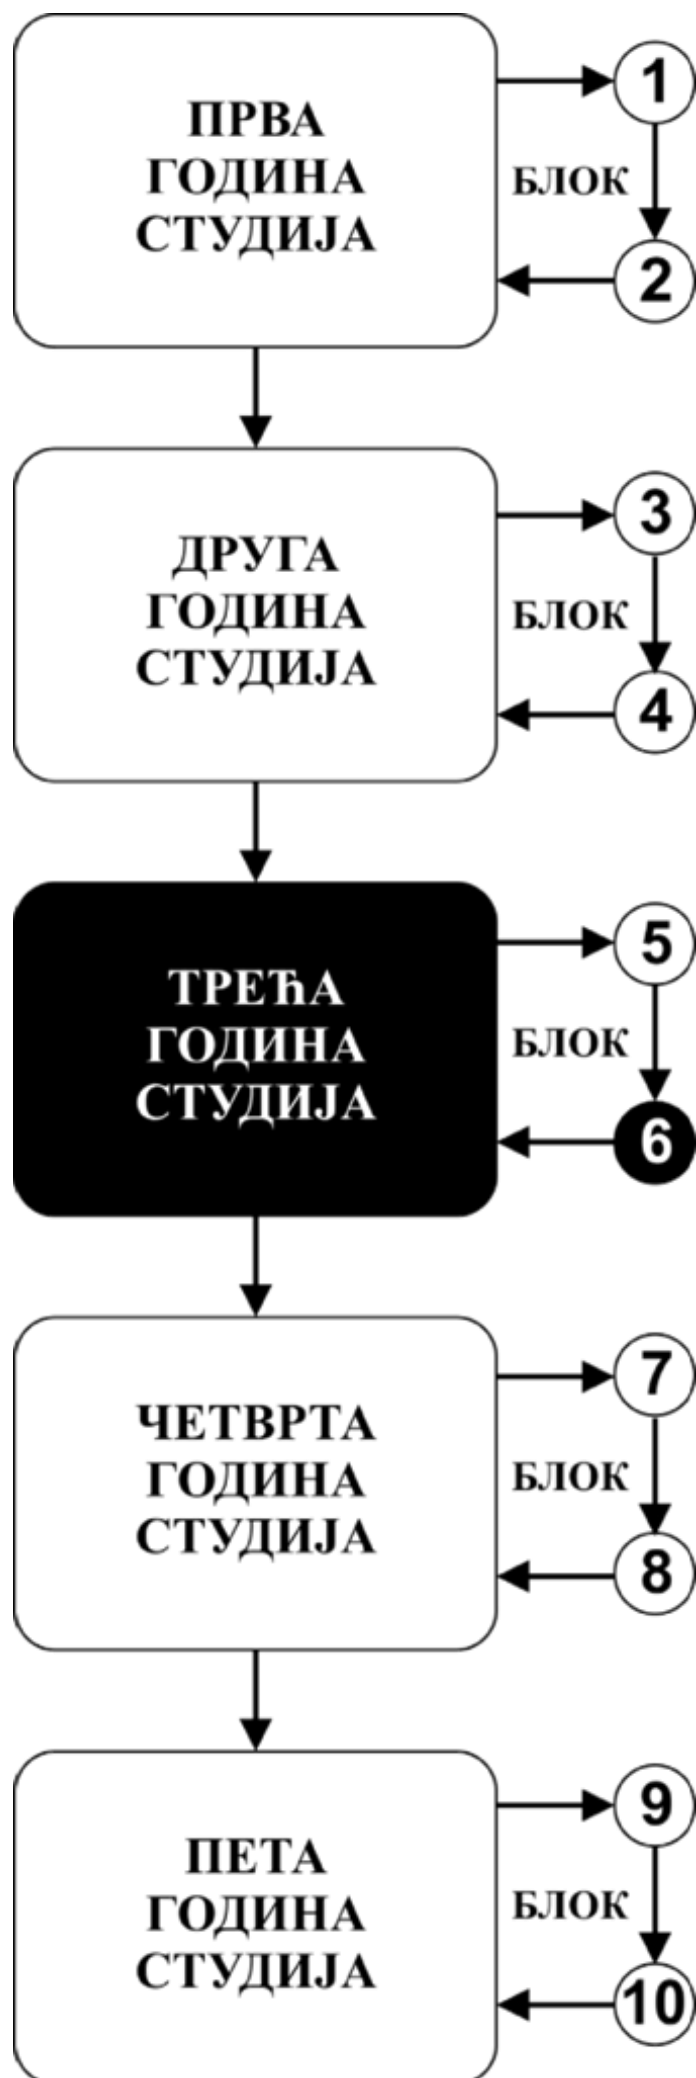 ПРВА
ГОДИНА
СТУДИЈА
1
БЛОК
2
ДРУГА
ГОДИНА
СТУДИЈА
3
БЛОК
4
ТРЕЋА
ГОДИНА
СТУДИЈА
5
БЛОК
6
ЧЕТВРТА
ГОДИНА
СТУДИЈА
7
БЛОК
8
ПЕТА
ГОДИНА
СТУДИЈА
9
БЛОК
10